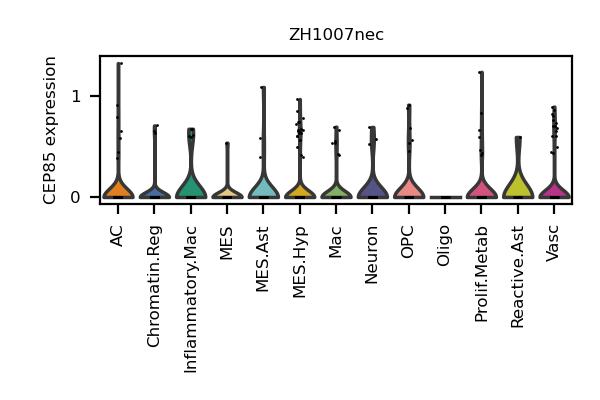 ZH1007nec
CEP85 expression
1
0
AC
Chromatin.Reg
Inflammatory.Mac
MES
MES.Ast
MES.Hyp
Mac
Neuron
OPC
Oligo
Prolif.Metab
Reactive.Ast
Vasc